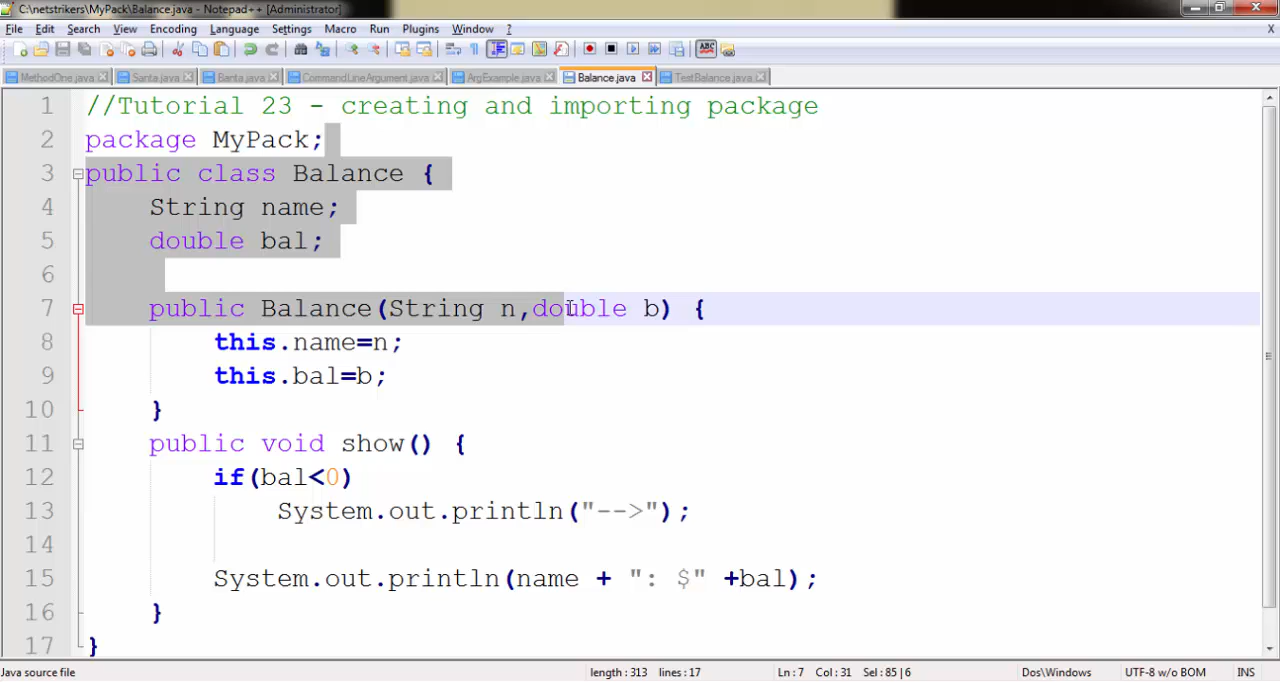 C:\netstrikers\MyPack\Balance.java - Notepad++ [Administrator]
File Edit Search View Encoding Language Settings Macro Run Plugins Window ? X
MethodOne.java Santa.java Banta.java CommandLineArgument.java ArgExample.java Balance.java TestBalance.java
1 //Tutorial 23 - creating and importing package
2 package MyPack;
3 public class Balance {
4 String name;
5 double bal;
6
7 public Balance(String n,double b) {
8 this.name=n;
9 this.bal=b;
10 }
11 public void show() {
12 if(bal<0)
13 System.out.println("-->");
14
15 System.out.println(name + ": $" +bal);
16 }
17 }
Java source file length : 313 lines : 17 Ln : 7 Col : 31 Sel : 85 | 6 Dos\Windows UTF-8 w/o BOM INS